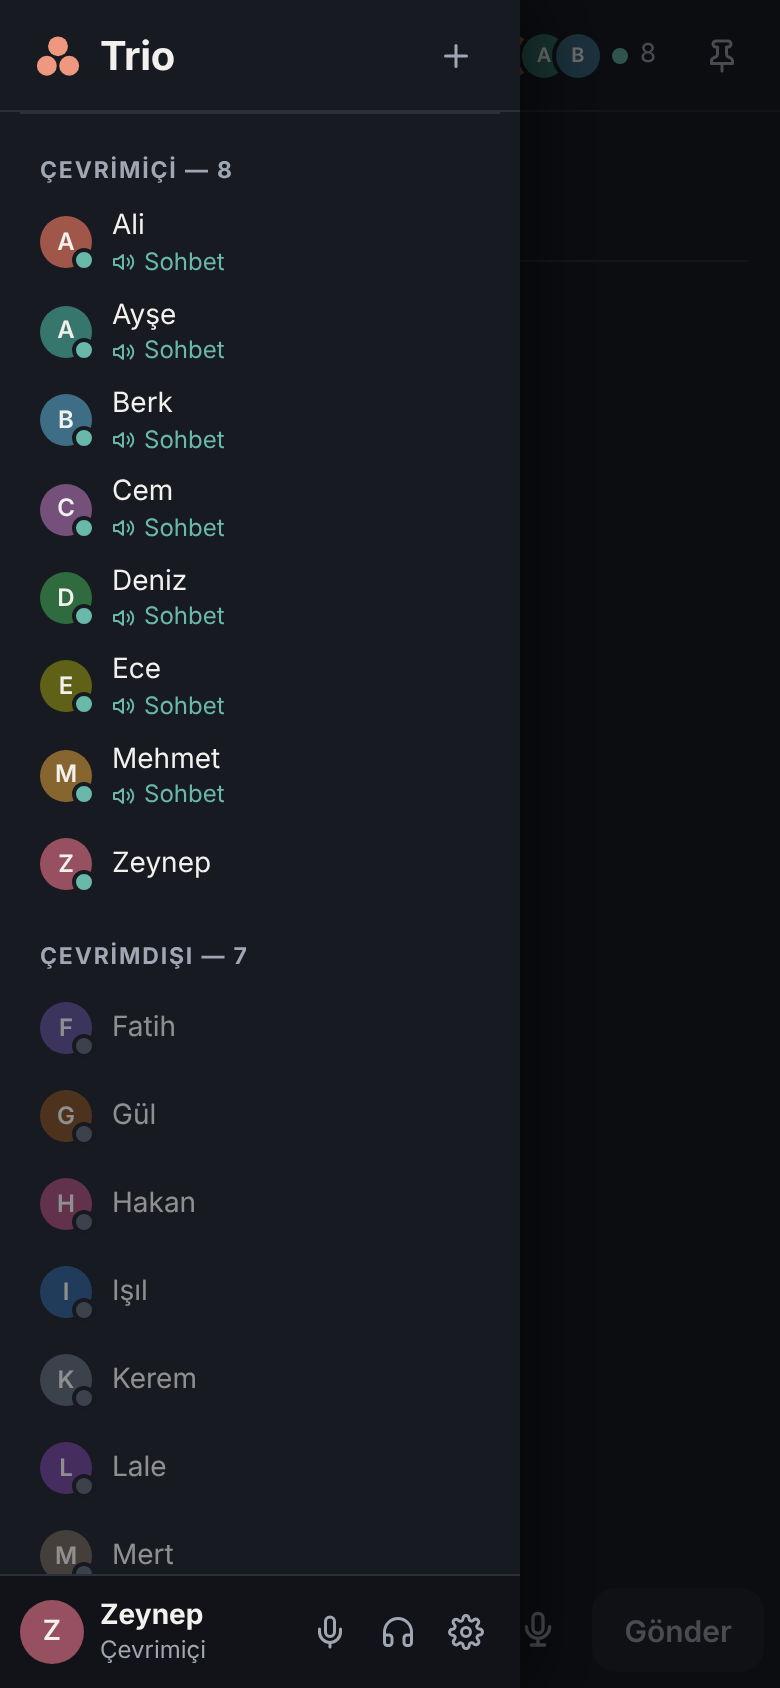 Trio
A B 8
ÇEVRİMİÇİ — 8
A Ali
Sohbet
A Ayşe
Sohbet
B Berk
Sohbet
C Cem
Sohbet
D Deniz
Sohbet
E Ece
Sohbet
M Mehmet
Sohbet
Z Zeynep
ÇEVRİMDIŞI — 7
F Fatih
G Gül
H Hakan
I Işıl
K Kerem
L Lale
M Mert
Z Zeynep
Çevrimiçi
Gönder